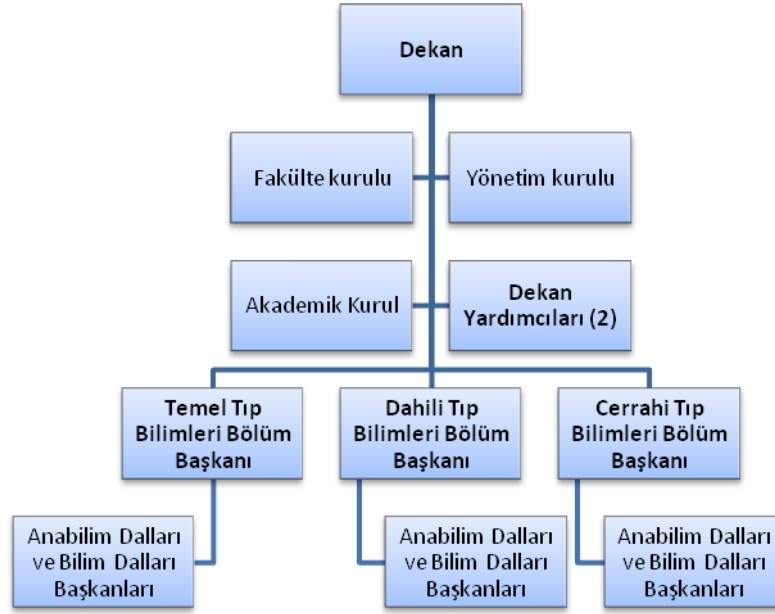 Dekan
Fakülte kurulu
Yönetim kurulu
Akademik Kurul
Dekan
Yardımcıları (2)
Temel Tıp
Bilimleri Bölüm
Başkanı
Dahili Tıp
Bilimleri Bölüm
Başkanı
Cerrahi Tıp
Bilimleri Bölüm
Başkanı
Anabilim Dalları
ve Bilim Dalları
Başkanları
Anabilim Dalları
ve Bilim Dalları
Başkanları
Anabilim Dalları
ve Bilim Dalları
Başkanları